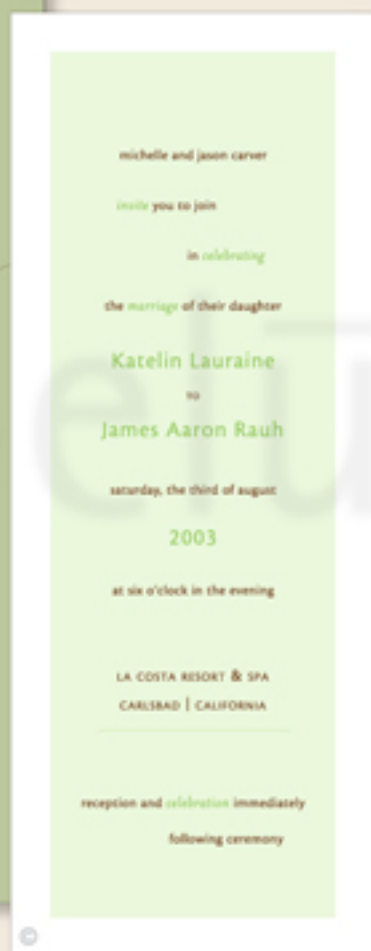 michelle and jason carver
invite you to join
in celebrating
the marriage of their daughter
Katelin Lauraine
TO
James Aaron Rauh
saturday, the third of august
2003
at six o'clock in the evening
LA COSTA RESORT & SPA
CARLSBAD | CALIFORNIA
reception and celebration immediately
following ceremony
elū
©